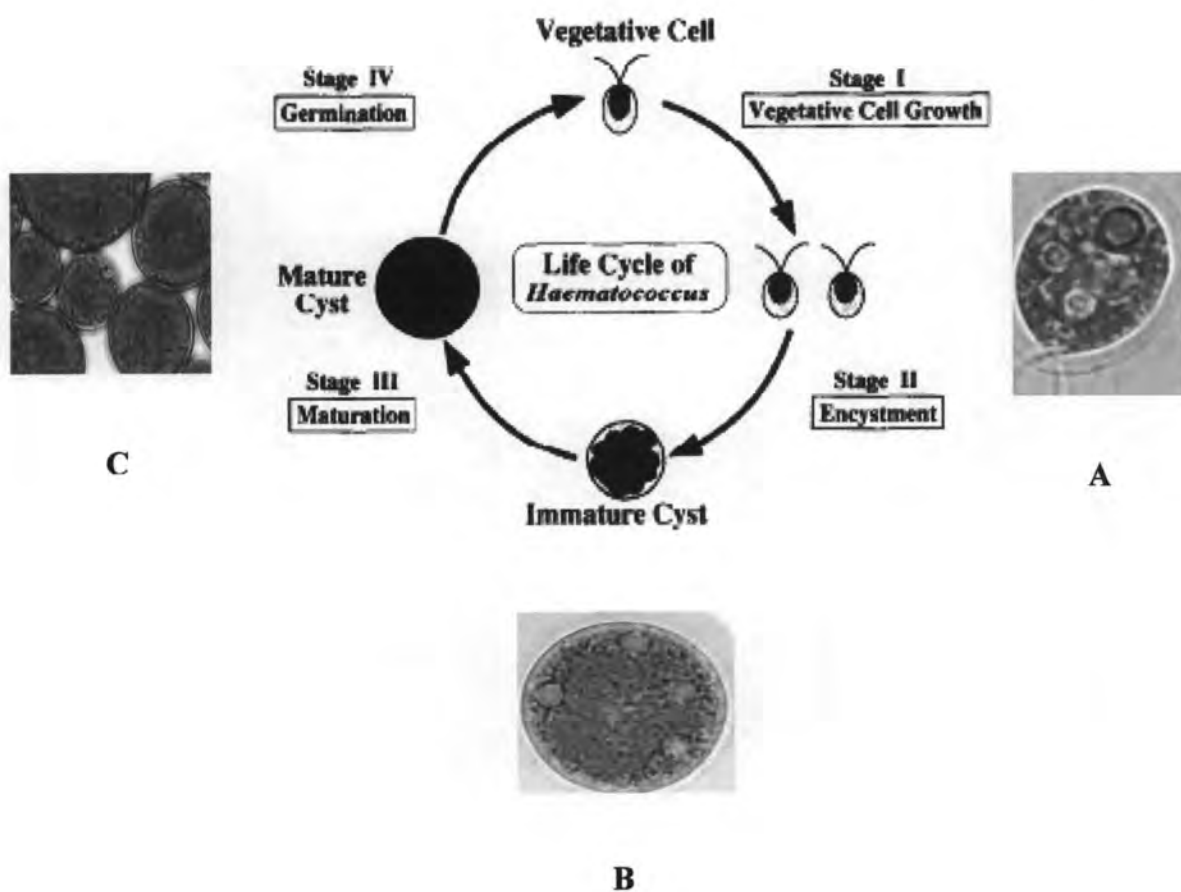 Vegetative Cell
Stage IV
Germination
Stage I
Vegetative Cell Growth
Life Cycle of
Haematococcus
Mature
Cyst
Stage III
Maturation
Stage II
Encystment
Immature Cyst
C
A
B